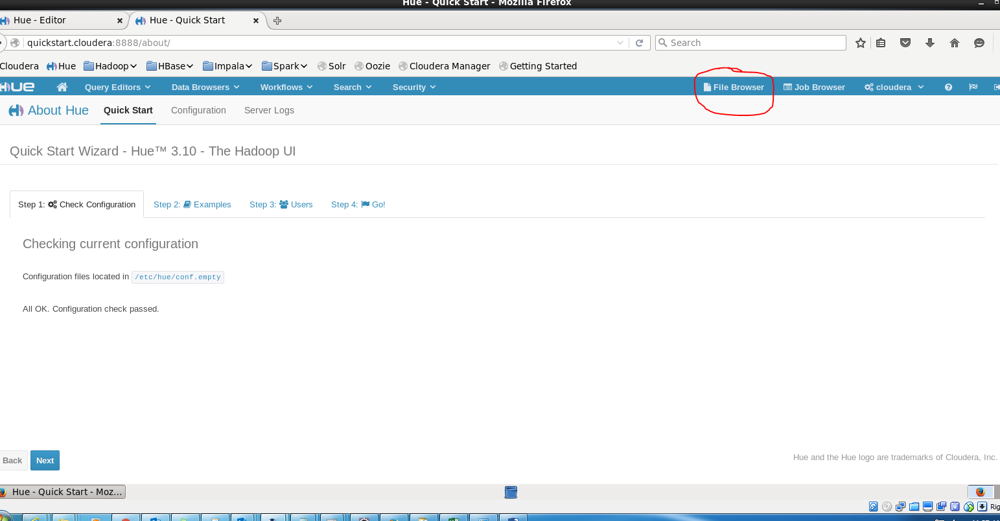 Hue - Quick Start - Mozilla Firefox
Hue - Editor
Hue - Quick Start
quickstart.cloudera:8888/about/
Search
Cloudera Hue Hadoop HBase Impala Spark Solr Oozie Cloudera Manager Getting Started
HUE Query Editors Data Browsers Workflows Search Security File Browser Job Browser cloudera
About Hue Quick Start Configuration Server Logs
Quick Start Wizard - Hue™ 3.10 - The Hadoop UI
Step 1: Check Configuration Step 2: Examples Step 3: Users Step 4: Go!
Checking current configuration
Configuration files located in /etc/hue/conf.empty
All OK. Configuration check passed.
Back Next
Hue and the Hue logo are trademarks of Cloudera, Inc.
Hue - Quick Start - Moz...